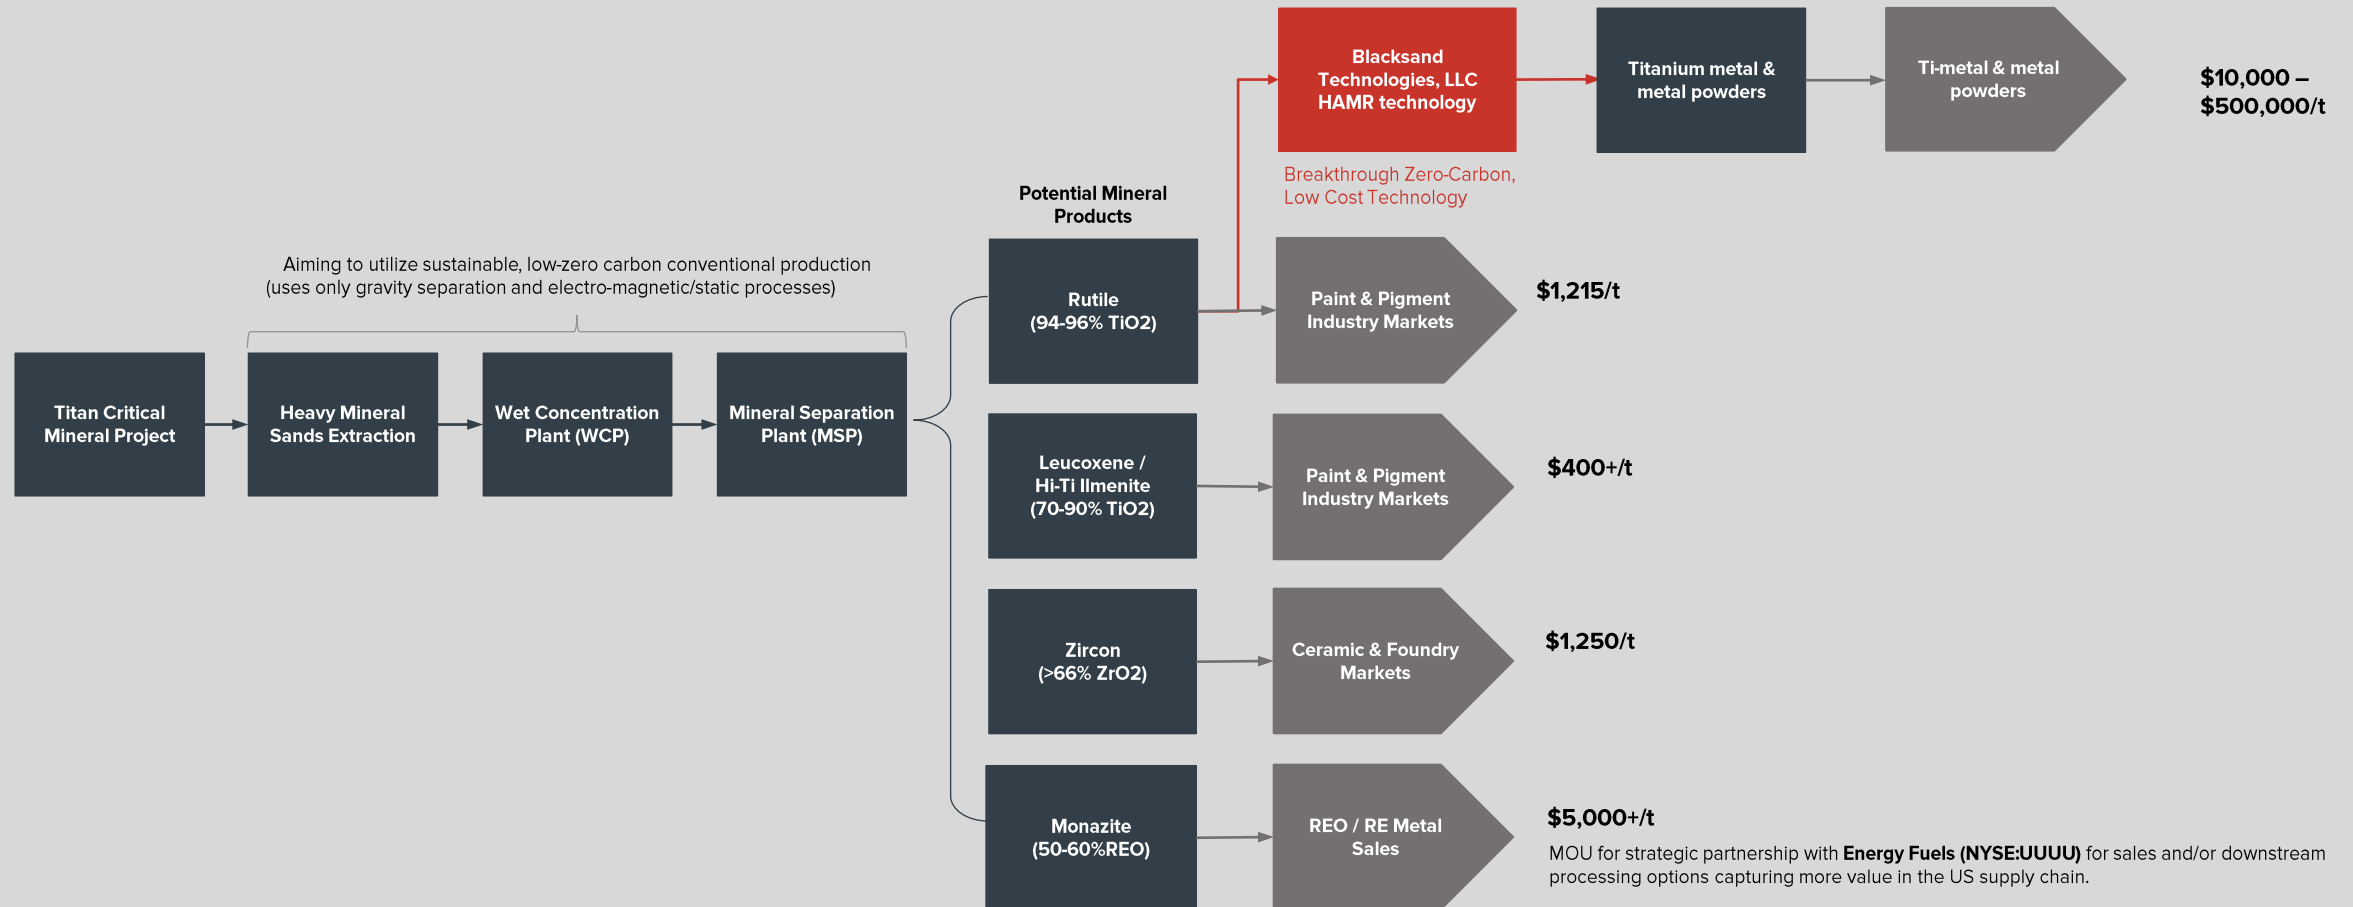 Blacksand
Technologies, LLC
HAMR technology
Titanium metal &
metal powders
Ti-metal & metal
powders
$10,000 –
$500,000/t
Breakthrough Zero-Carbon,
Low Cost Technology
Potential Mineral
Products
Aiming to utilize sustainable, low-zero carbon conventional production
(uses only gravity separation and electro-magnetic/static processes)
Titan Critical
Mineral Project
Heavy Mineral
Sands Extraction
Wet Concentration
Plant (WCP)
Mineral Separation
Plant (MSP)
Rutile
(94-96% TiO2)
Paint & Pigment
Industry Markets
$1,215/t
Leucoxene /
Hi-Ti Ilmenite
(70-90% TiO2)
Paint & Pigment
Industry Markets
$400+/t
Zircon
(>66% ZrO2)
Ceramic & Foundry
Markets
$1,250/t
Monazite
(50-60%REO)
REO / RE Metal
Sales
$5,000+/t
MOU for strategic partnership with Energy Fuels (NYSE:UUUU) for sales and/or downstream
processing options capturing more value in the US supply chain.